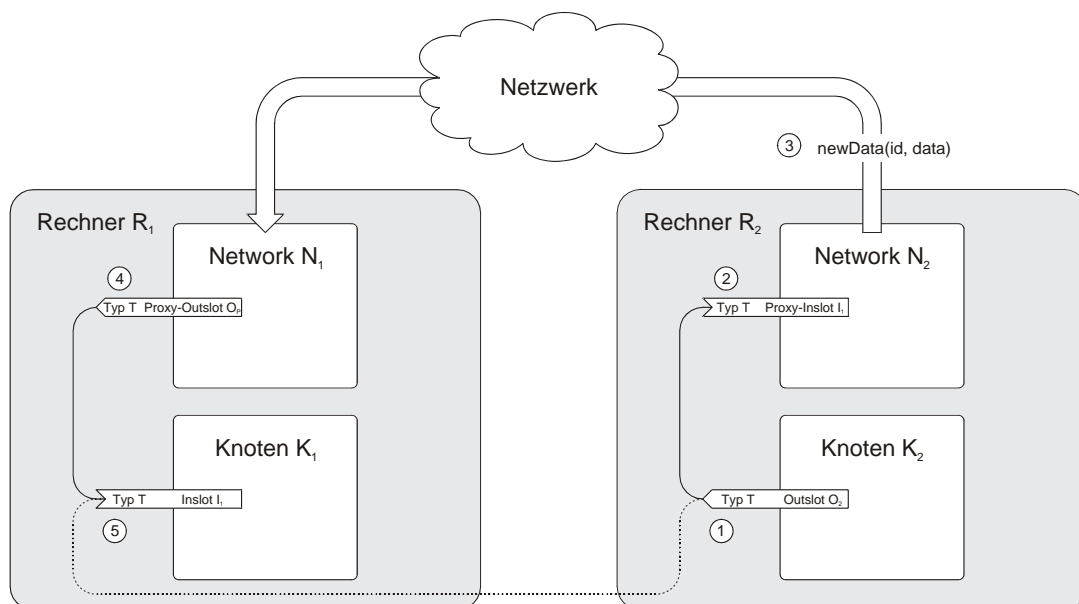 Netzwerk
3 newData(id, data)
Rechner R1
Network N1
4
Typ T Proxy-Outslot OP
Knoten K1
Typ T Inslot I1
5
Rechner R2
Network N2
2
Typ T Proxy-Inslot I1
Knoten K2
Typ T Outslot O2
1